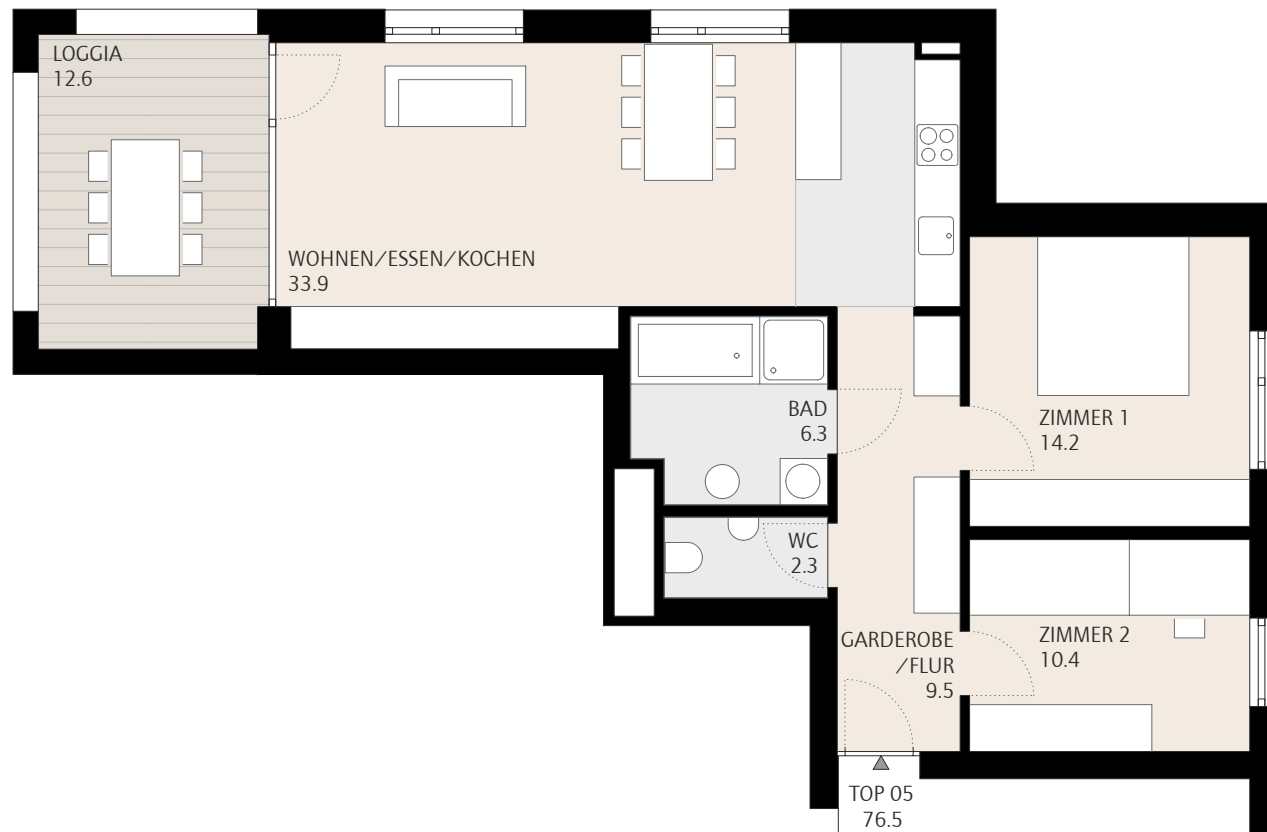 LOGGIA
12.6
WOHNEN/ESSEN/KOCHEN
33.9
BAD
6.3
ZIMMER 1
14.2
WC
2.3
GARDEROBE
/FLUR
9.5
ZIMMER 2
10.4
TOP 05
76.5